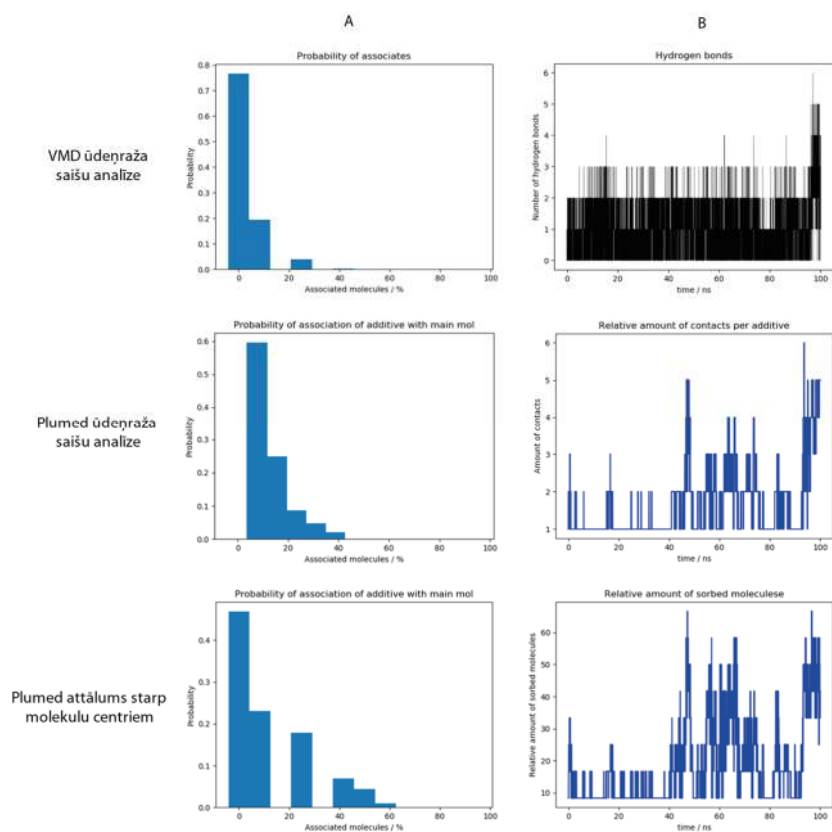 A
B
VMD ūdeņraža
saišu analīze
Probability of associates
0.8
0.7
0.6
0.5
0.4
0.3
0.2
0.1
0.0
Probability
0 20 40 60 80 100
Associated molecules / %
Hydrogen bonds
6
5
4
3
2
1
0
Number of hydrogen bonds
0 20 40 60 80 100
time / ns
Plumed ūdeņraža
saišu analīze
Probability of association of additive with main mol
0.6
0.5
0.4
0.3
0.2
0.1
0.0
Probability
0 20 40 60 80 100
Associated molecules / %
Relative amount of contacts per additive
6
5
4
3
2
1
Amount of contacts
0 20 40 60 80 100
time / ns
Plumed attālums starp
molekulu centriem
Probability of association of additive with main mol
0.4
0.3
0.2
0.1
0.0
Probability
0 20 40 60 80 100
Associated molecules / %
Relative amount of sorbed moleculese
60
50
40
30
20
10
Relative amount of sorbed molecules
0 20 40 60 80 100
time / ns